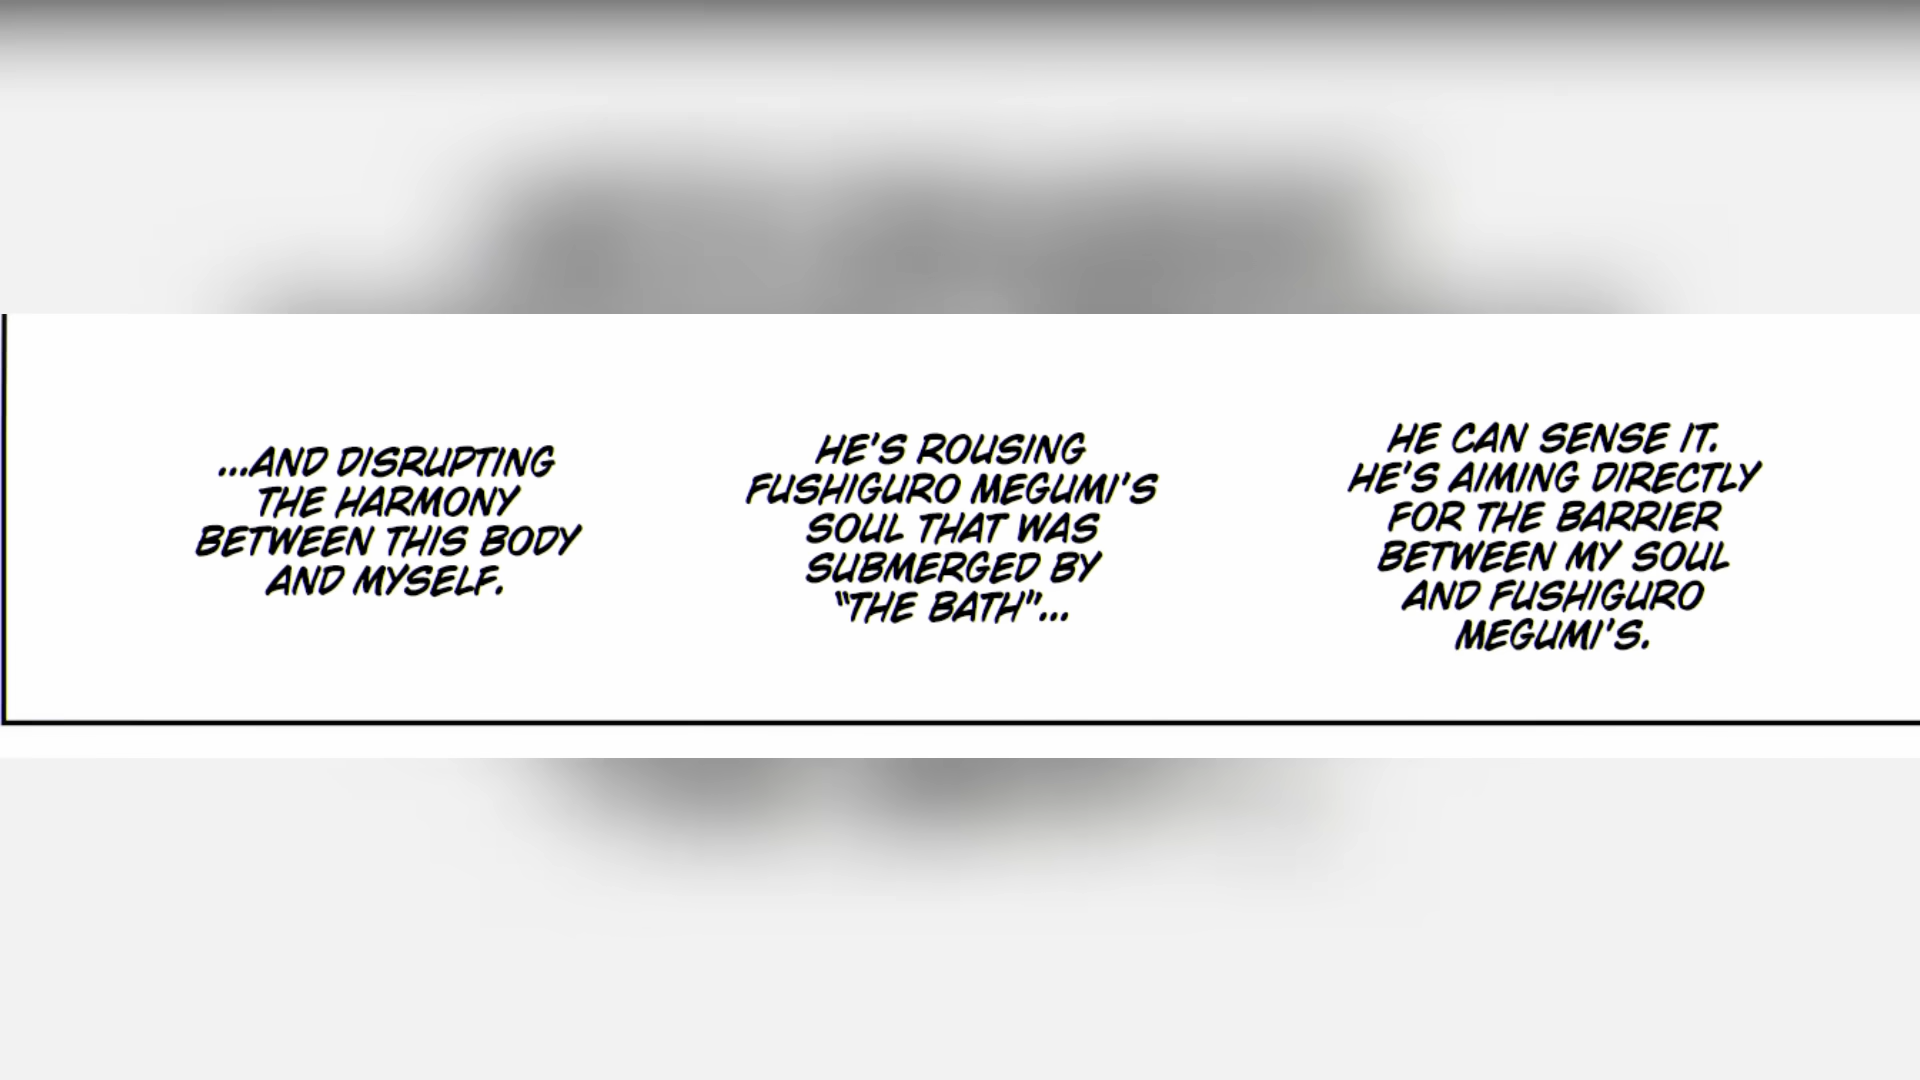 HE CAN SENSE IT.
HE'S AIMING DIRECTLY
FOR THE BARRIER
BETWEEN MY SOUL
AND FUSHIGURO
MEGUMI'S.
HE'S ROUSING
FUSHIGURO MEGUMI'S
SOUL THAT WAS
SUBMERGED BY
"THE BATH"...
...AND DISRUPTING
THE HARMONY
BETWEEN THIS BODY
AND MYSELF.